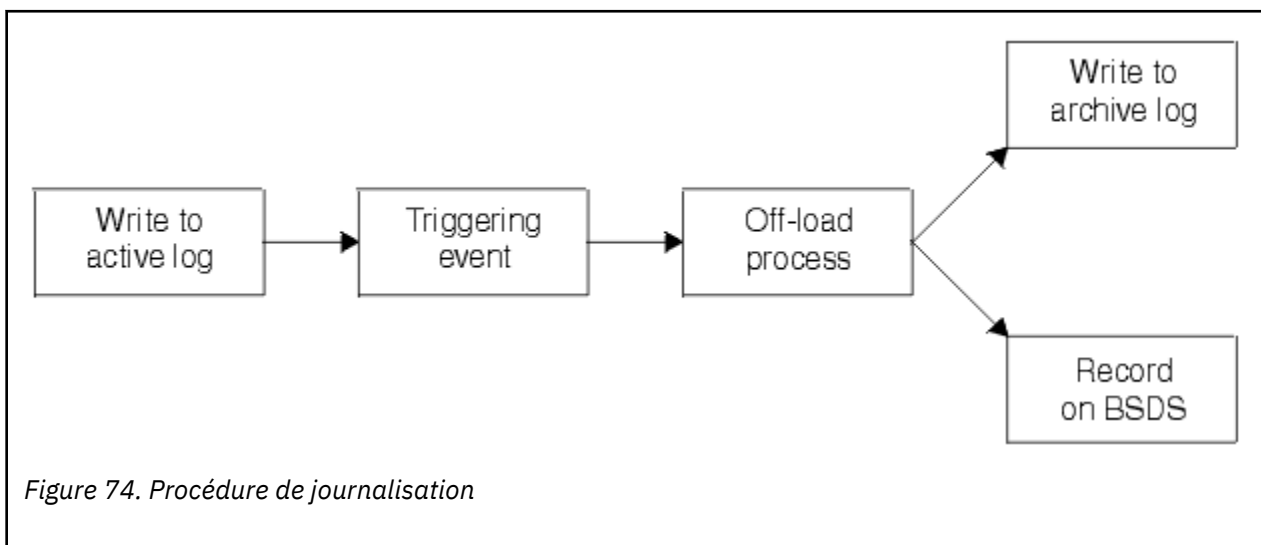 Write to
archive log
Write to
active log
Triggering
event
Off-load
process
Record
on BSDS
Figure 74. Procédure de journalisation